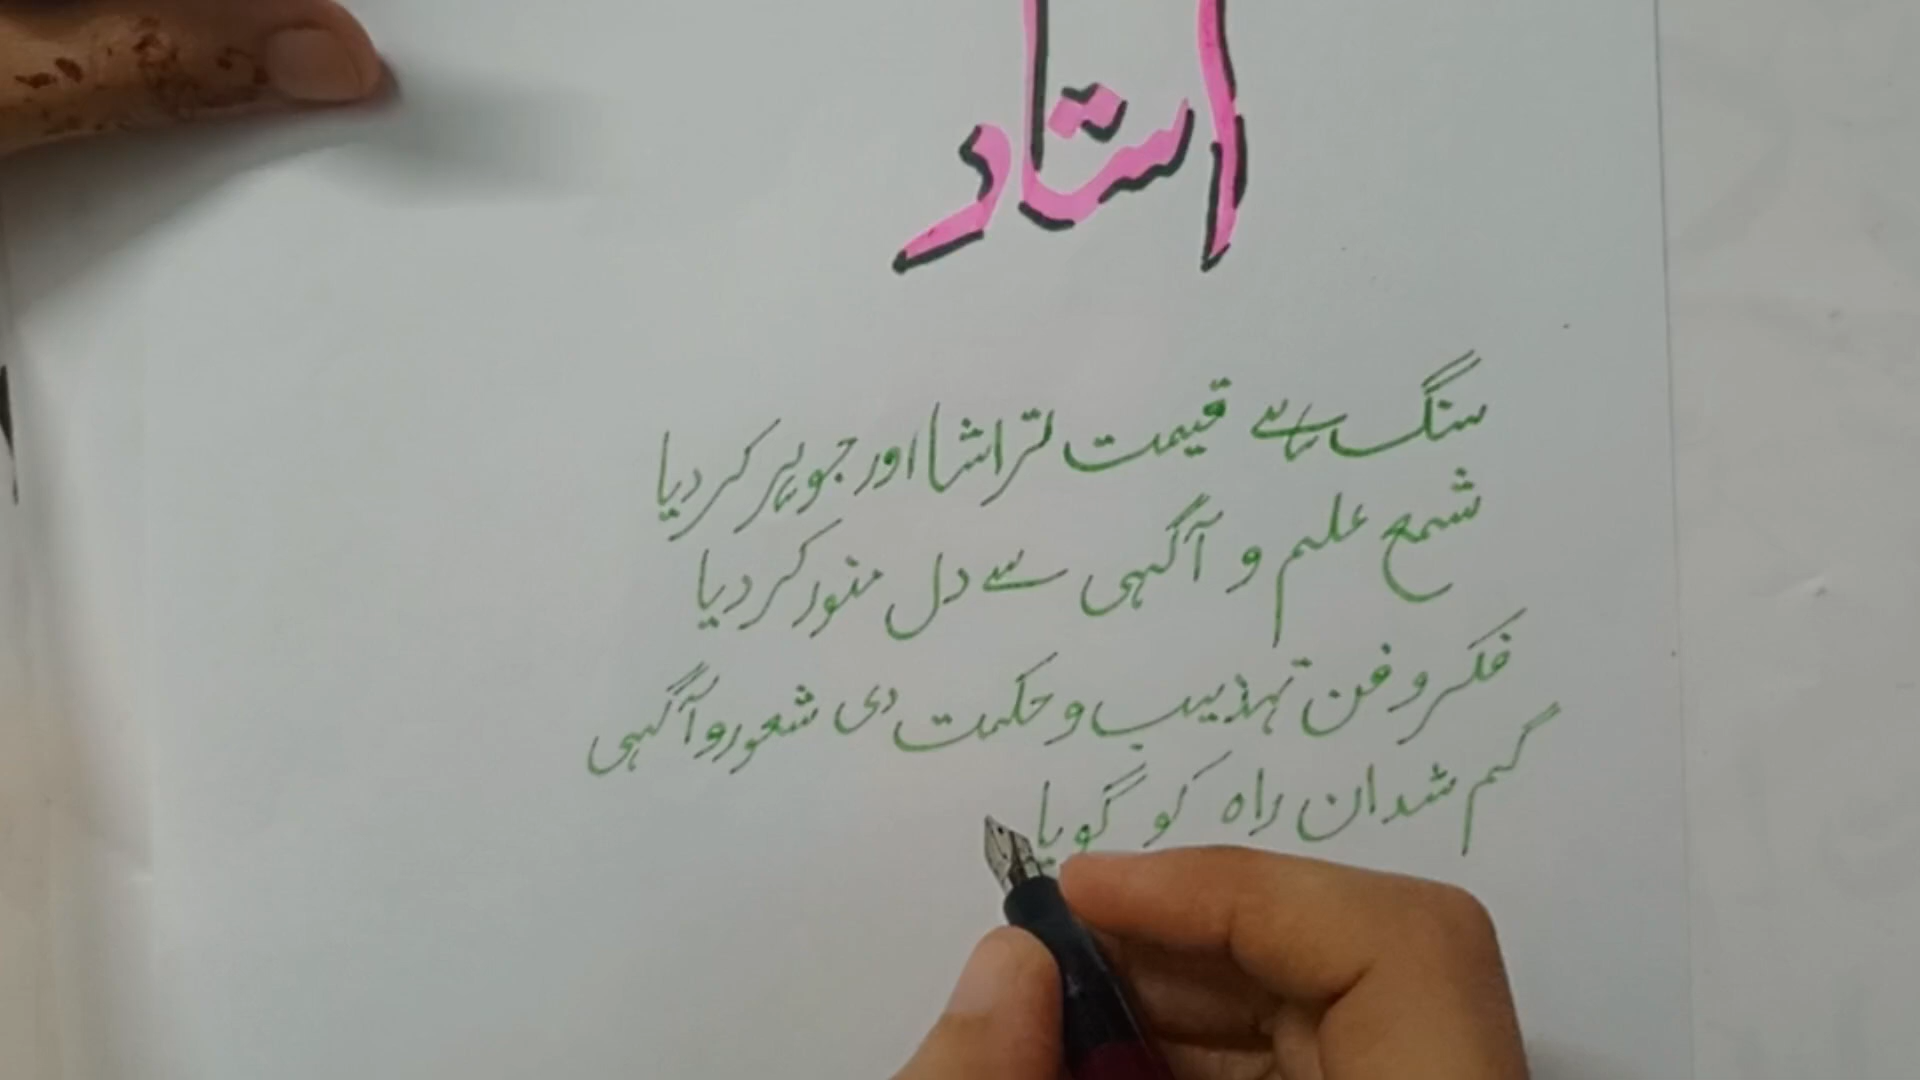 استاد
سنگ بے قیمت تراشا اور جوہر کر دیا
شمع علم و آگہی سے دل منور کر دیا
فکر و فن تہذیب و حکمت دی شعور و آگہی
گم شدان راہ کو گویا